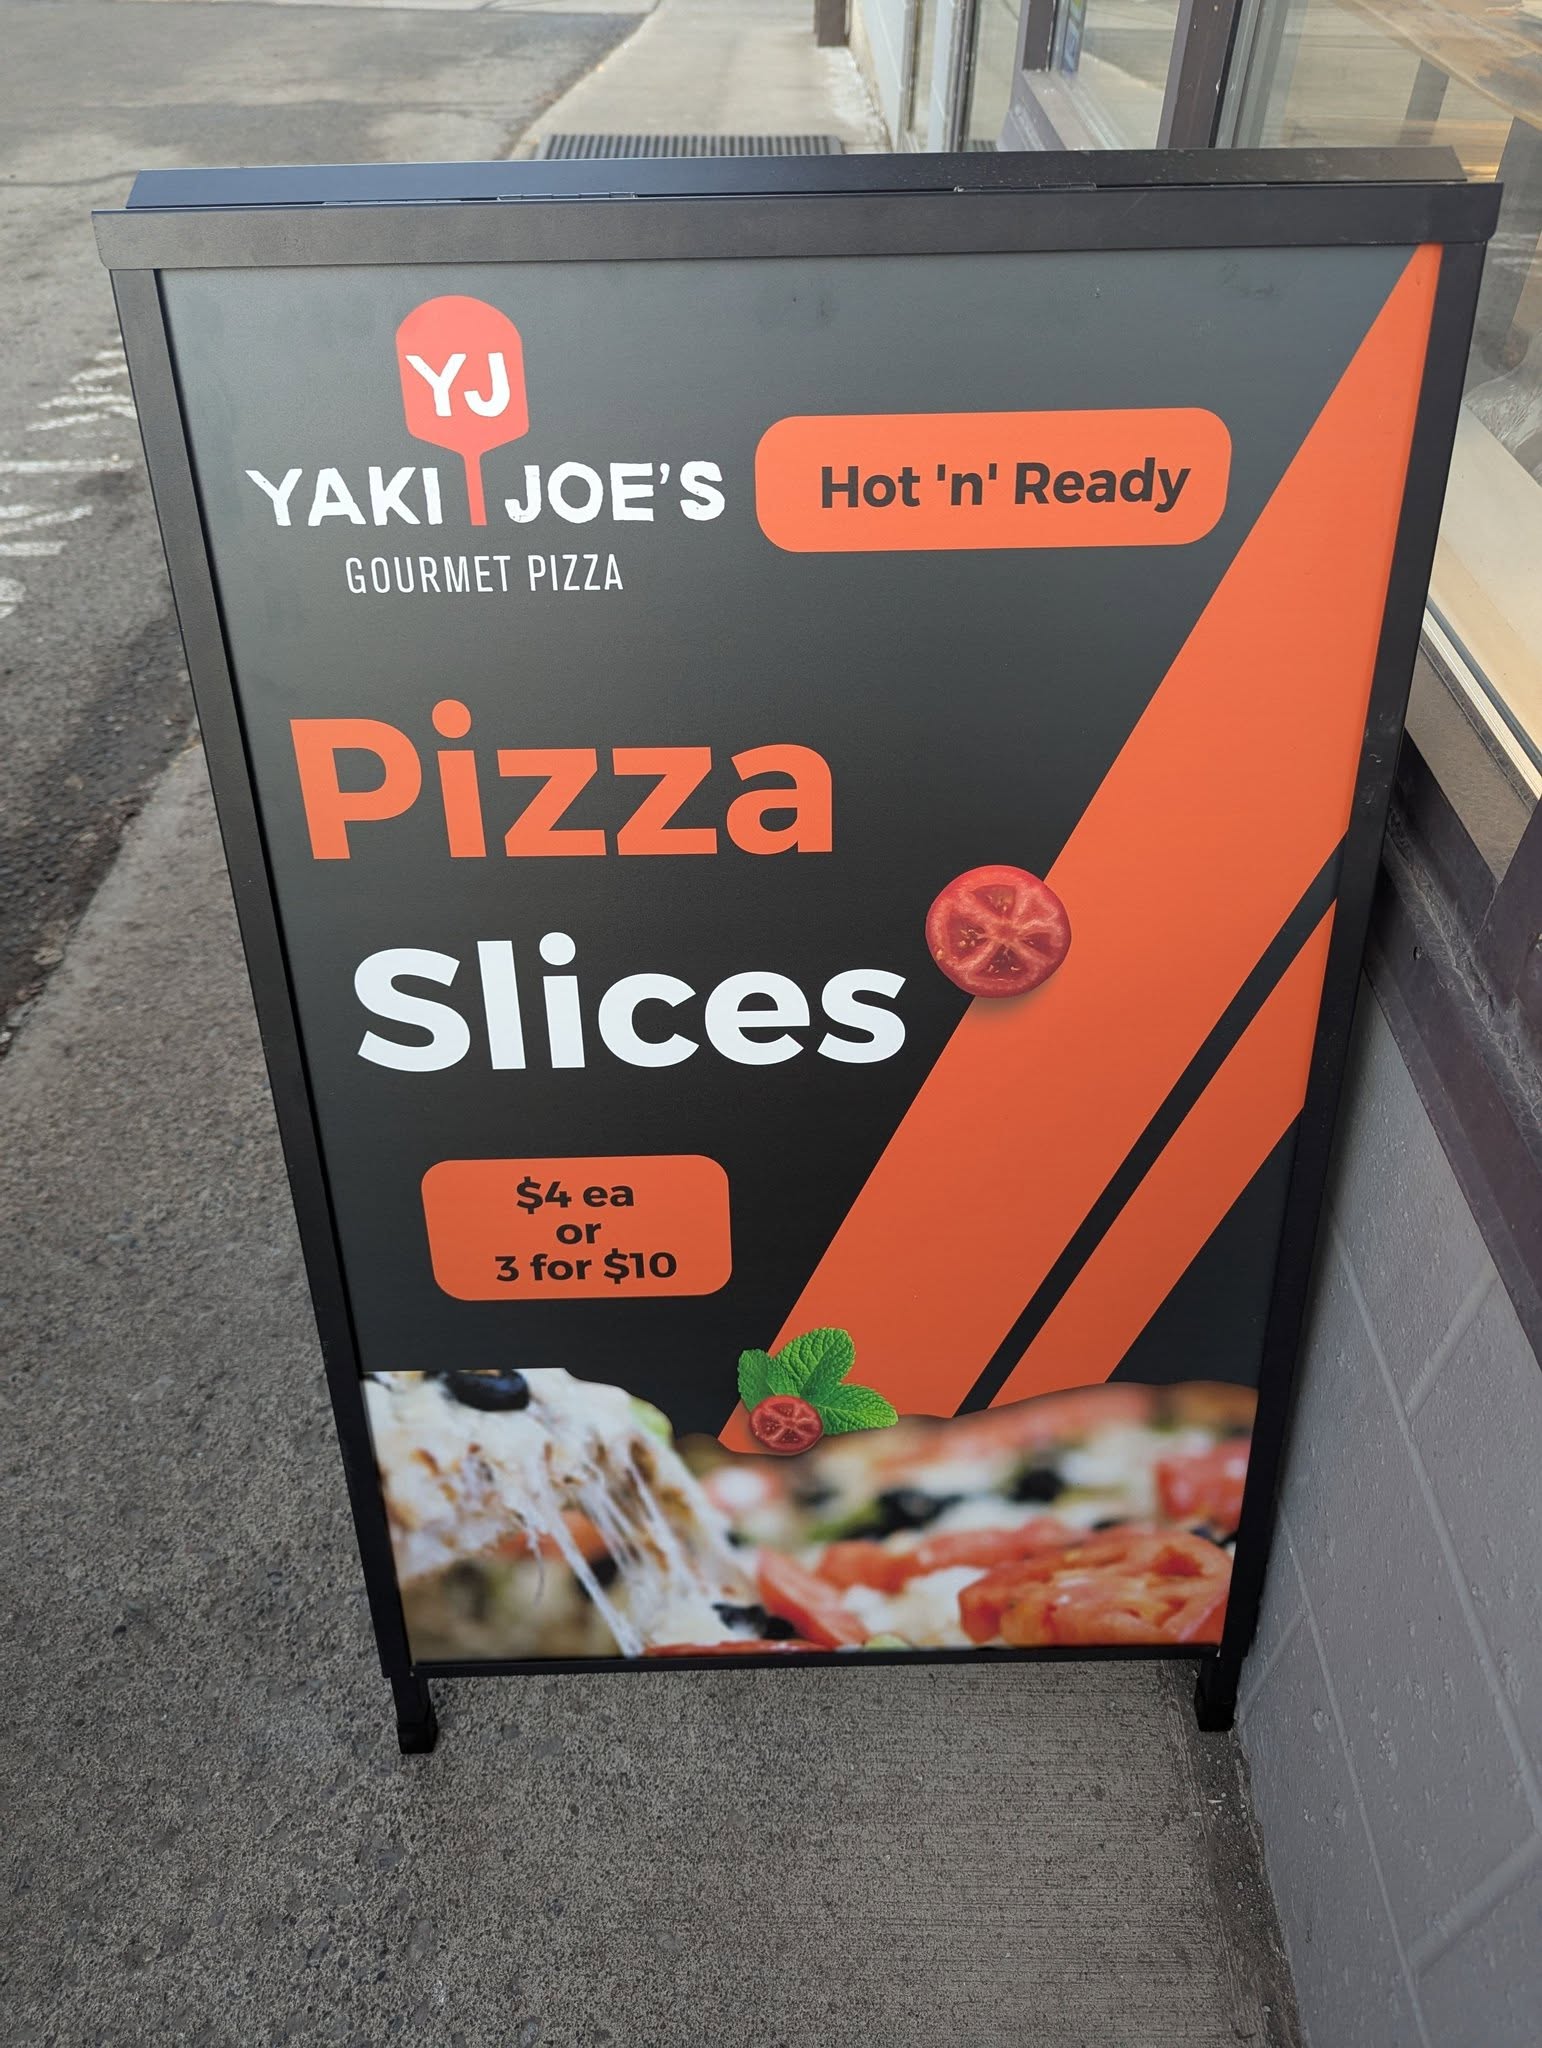 YJ
YAKI JOE'S
GOURMET PIZZA
Hot 'n' Ready
Pizza
Slices
$4 ea
or
3 for $10